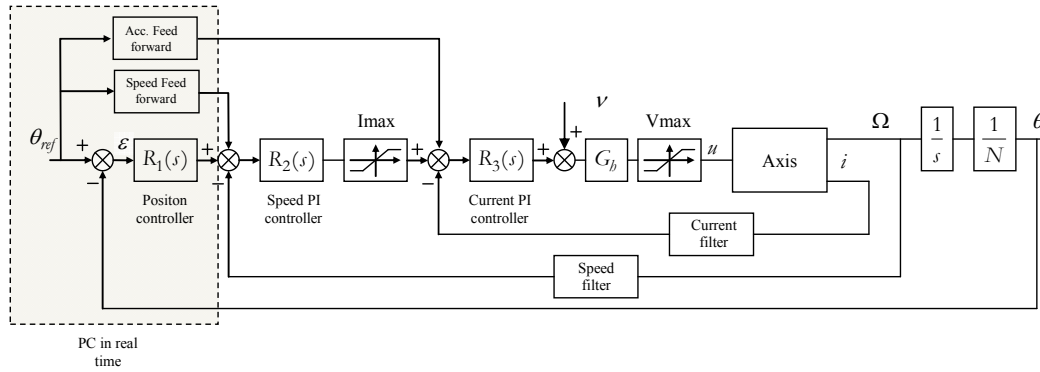 Acc. Feed
forward
Speed Feed
forward
θref
+
ε
−
R₁(s)
Positon
controller
+
−
R₂(s)
Speed PI
controller
Imax
+
−
R₃(s)
Current PI
controller
+
ν
+
Gₕ
Vmax
u
Axis
Ω
i
1
s
1
N
θ
Current
filter
Speed
filter
PC in real
time